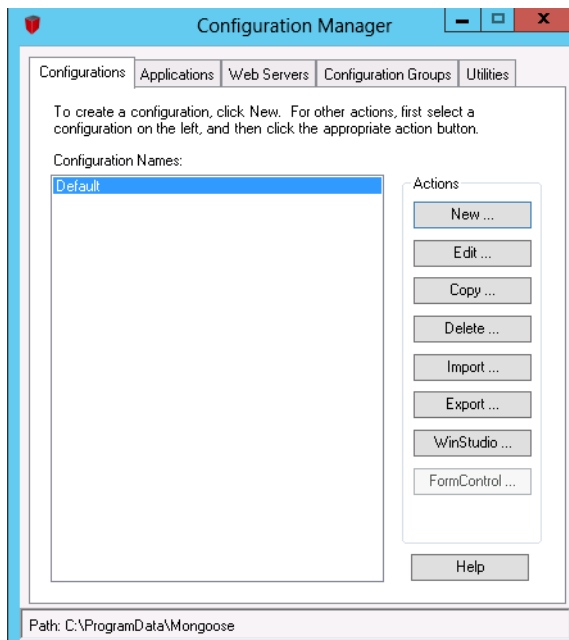 Configuration Manager
Configurations Applications Web Servers Configuration Groups Utilities
To create a configuration, click New. For other actions, first select a
configuration on the left, and then click the appropriate action button.
Configuration Names:
Default
Actions
New ...
Edit ...
Copy ...
Delete ...
Import ...
Export ...
WinStudio ...
FormControl ...
Help
Path: C:\ProgramData\Mongoose